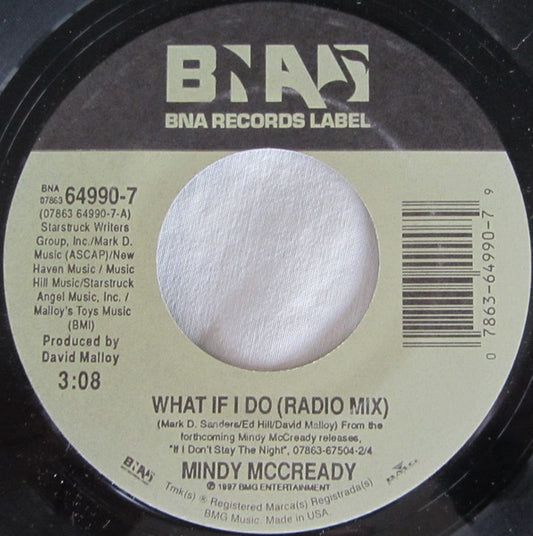 BNA
BNA RECORDS LABEL
BNA
07863 64990-7
(07863 64990-7-A)
Starstruck Writers
Group, Inc./Mark D.
Music (ASCAP)/New
Haven Music / Music
Hill Music/Starstruck
Angel Music, Inc. /
Malloy's Toys Music
(BMI)
Produced by
David Malloy
3:08
0 7863-64990-7 9
WHAT IF I DO (RADIO MIX)
(Mark D. Sanders/Ed Hill/David Malloy) From the
forthcoming Mindy McCready releases,
"If I Don't Stay The Night", 07863-67504-2/4
MINDY MCCREADY
℗ 1997 BMG ENTERTAINMENT
BNA
BMG
Tmk(s) ® Registered Marca(s) Registrada(s)
BMG Music. Made in USA.